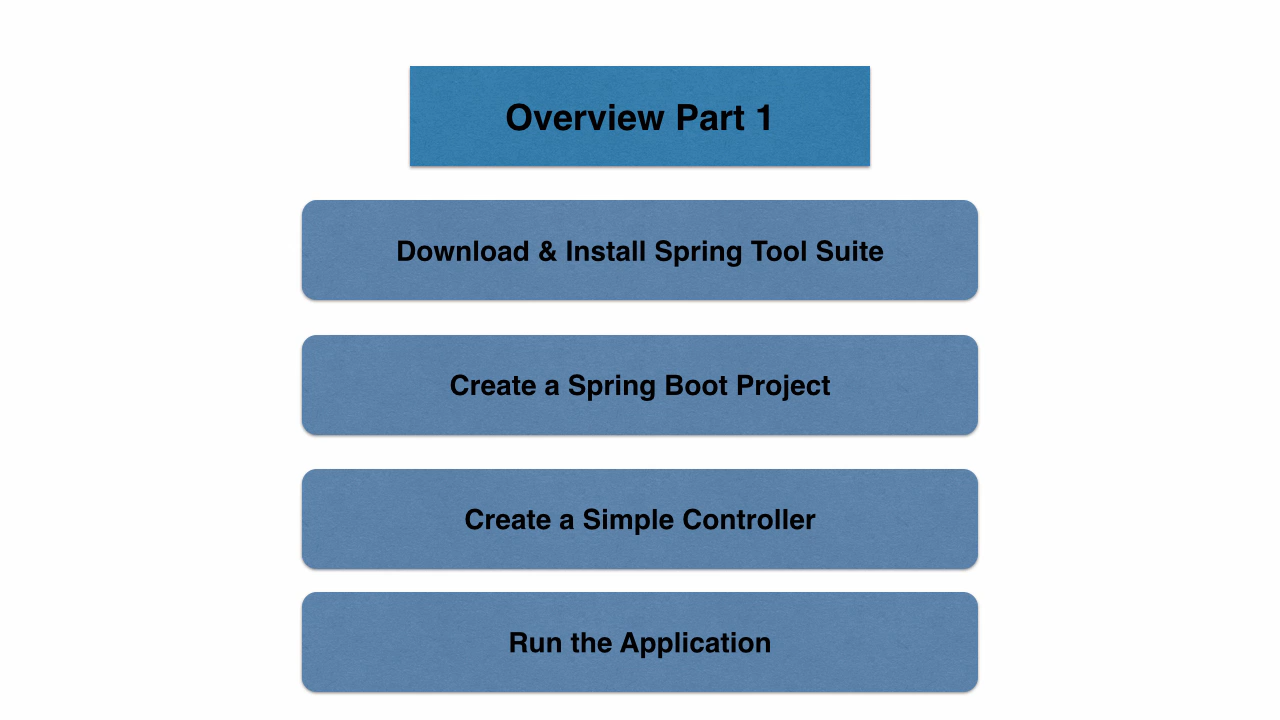 Overview Part 1
Download & Install Spring Tool Suite
Create a Spring Boot Project
Create a Simple Controller
Run the Application